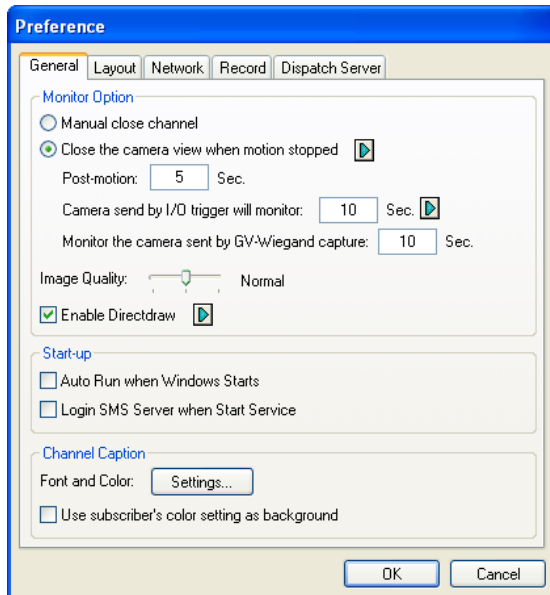 Preference
General Layout Network Record Dispatch Server
Monitor Option
Manual close channel
Close the camera view when motion stopped
Post-motion: 5 Sec.
Camera send by I/O trigger will monitor: 10 Sec.
Monitor the camera sent by GV-Wiegand capture: 10 Sec.
Image Quality: Normal
Enable Directdraw
Start-up
Auto Run when Windows Starts
Login SMS Server when Start Service
Channel Caption
Font and Color: Settings...
Use subscriber's color setting as background
OK Cancel